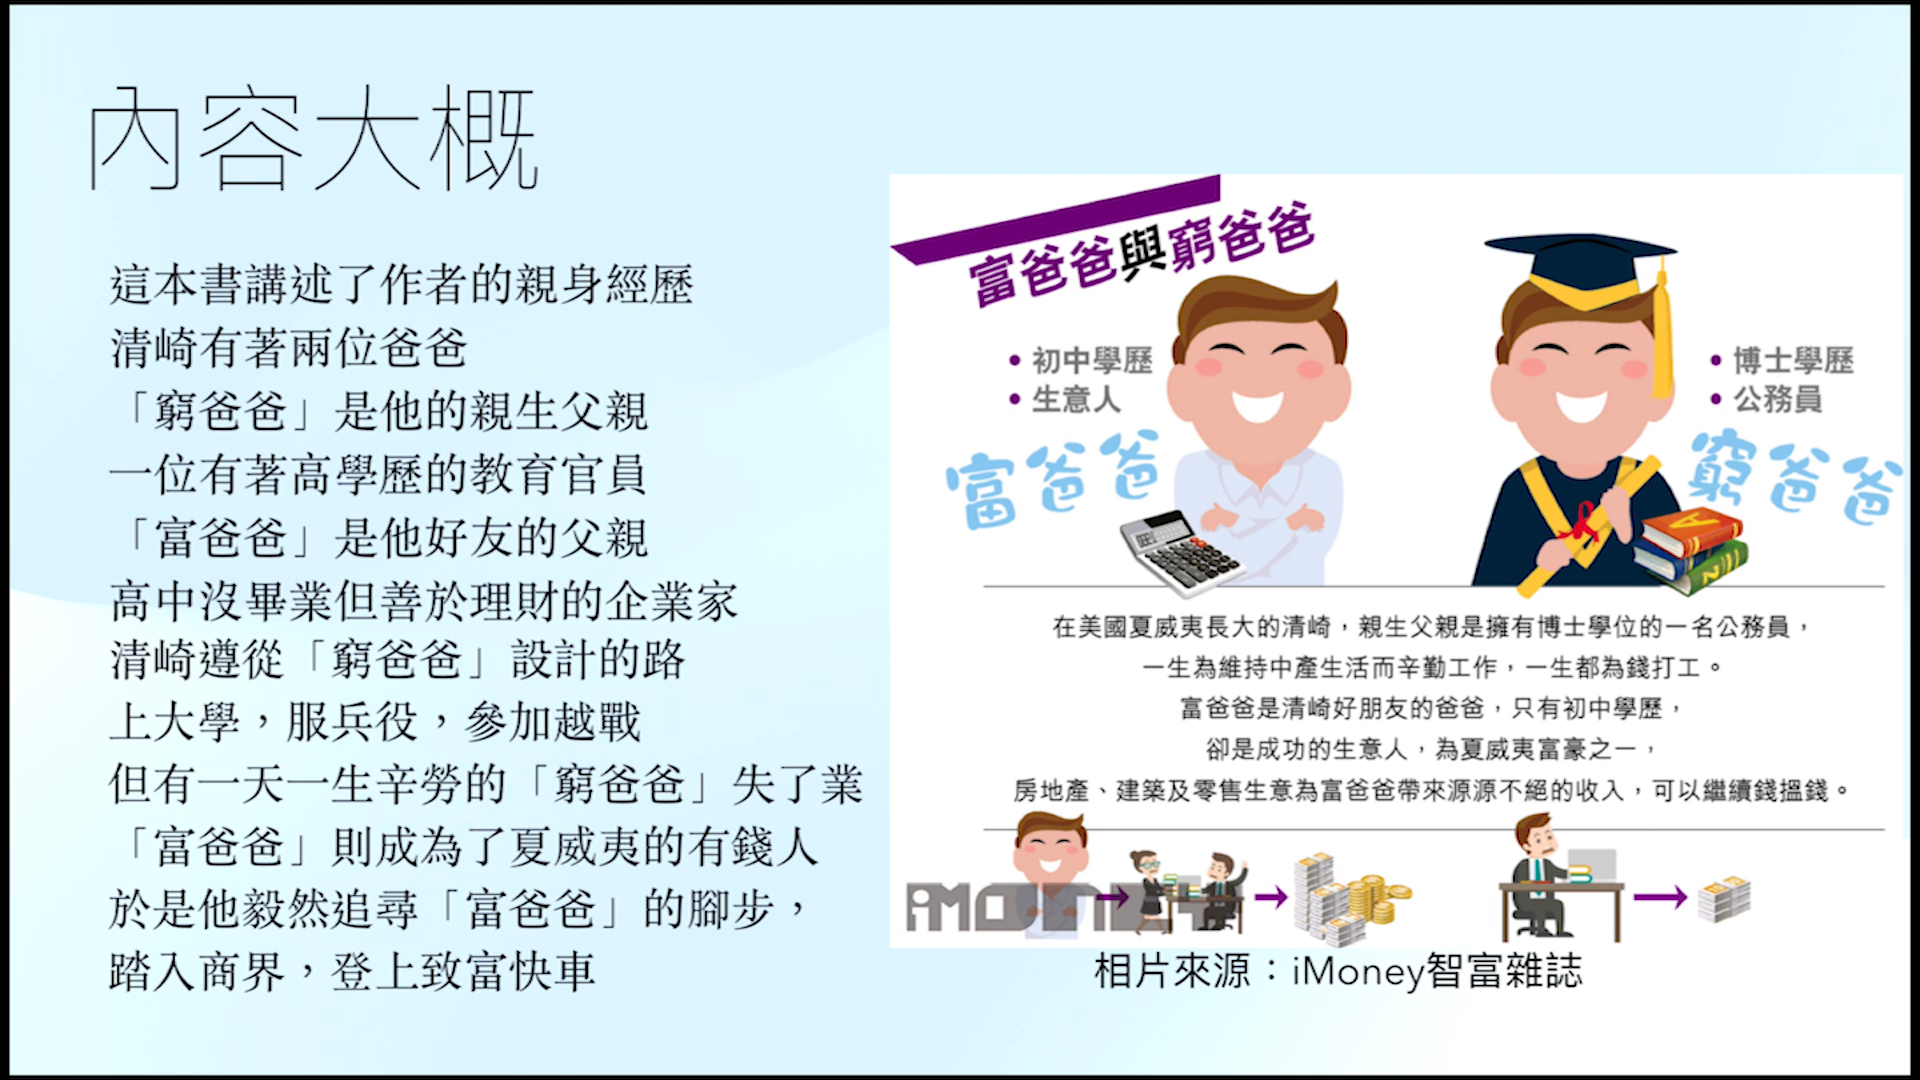 內容大概
這本書講述了作者的親身經歷
清崎有著兩位爸爸
「窮爸爸」是他的親生父親
一位有著高學歷的教育官員
「富爸爸」是他好友的父親
高中沒畢業但善於理財的企業家
清崎遵從「窮爸爸」設計的路
上大學，服兵役，參加越戰
但有一天一生辛勞的「窮爸爸」失了業
「富爸爸」則成為了夏威夷的有錢人
於是他毅然追尋「富爸爸」的腳步，
踏入商界，登上致富快車
富爸爸與窮爸爸
• 初中學歷
• 生意人
富爸爸
• 博士學歷
• 公務員
窮爸爸
在美國夏威夷長大的清崎，親生父親是擁有博士學位的一名公務員，
一生為維持中產生活而辛勤工作，一生都為錢打工。
富爸爸是清崎好朋友的爸爸，只有初中學歷，
卻是成功的生意人，為夏威夷富豪之一，
房地產、建築及零售生意為富爸爸帶來源源不絕的收入，可以繼續錢搵錢。
iMONEY
相片來源：iMoney智富雜誌